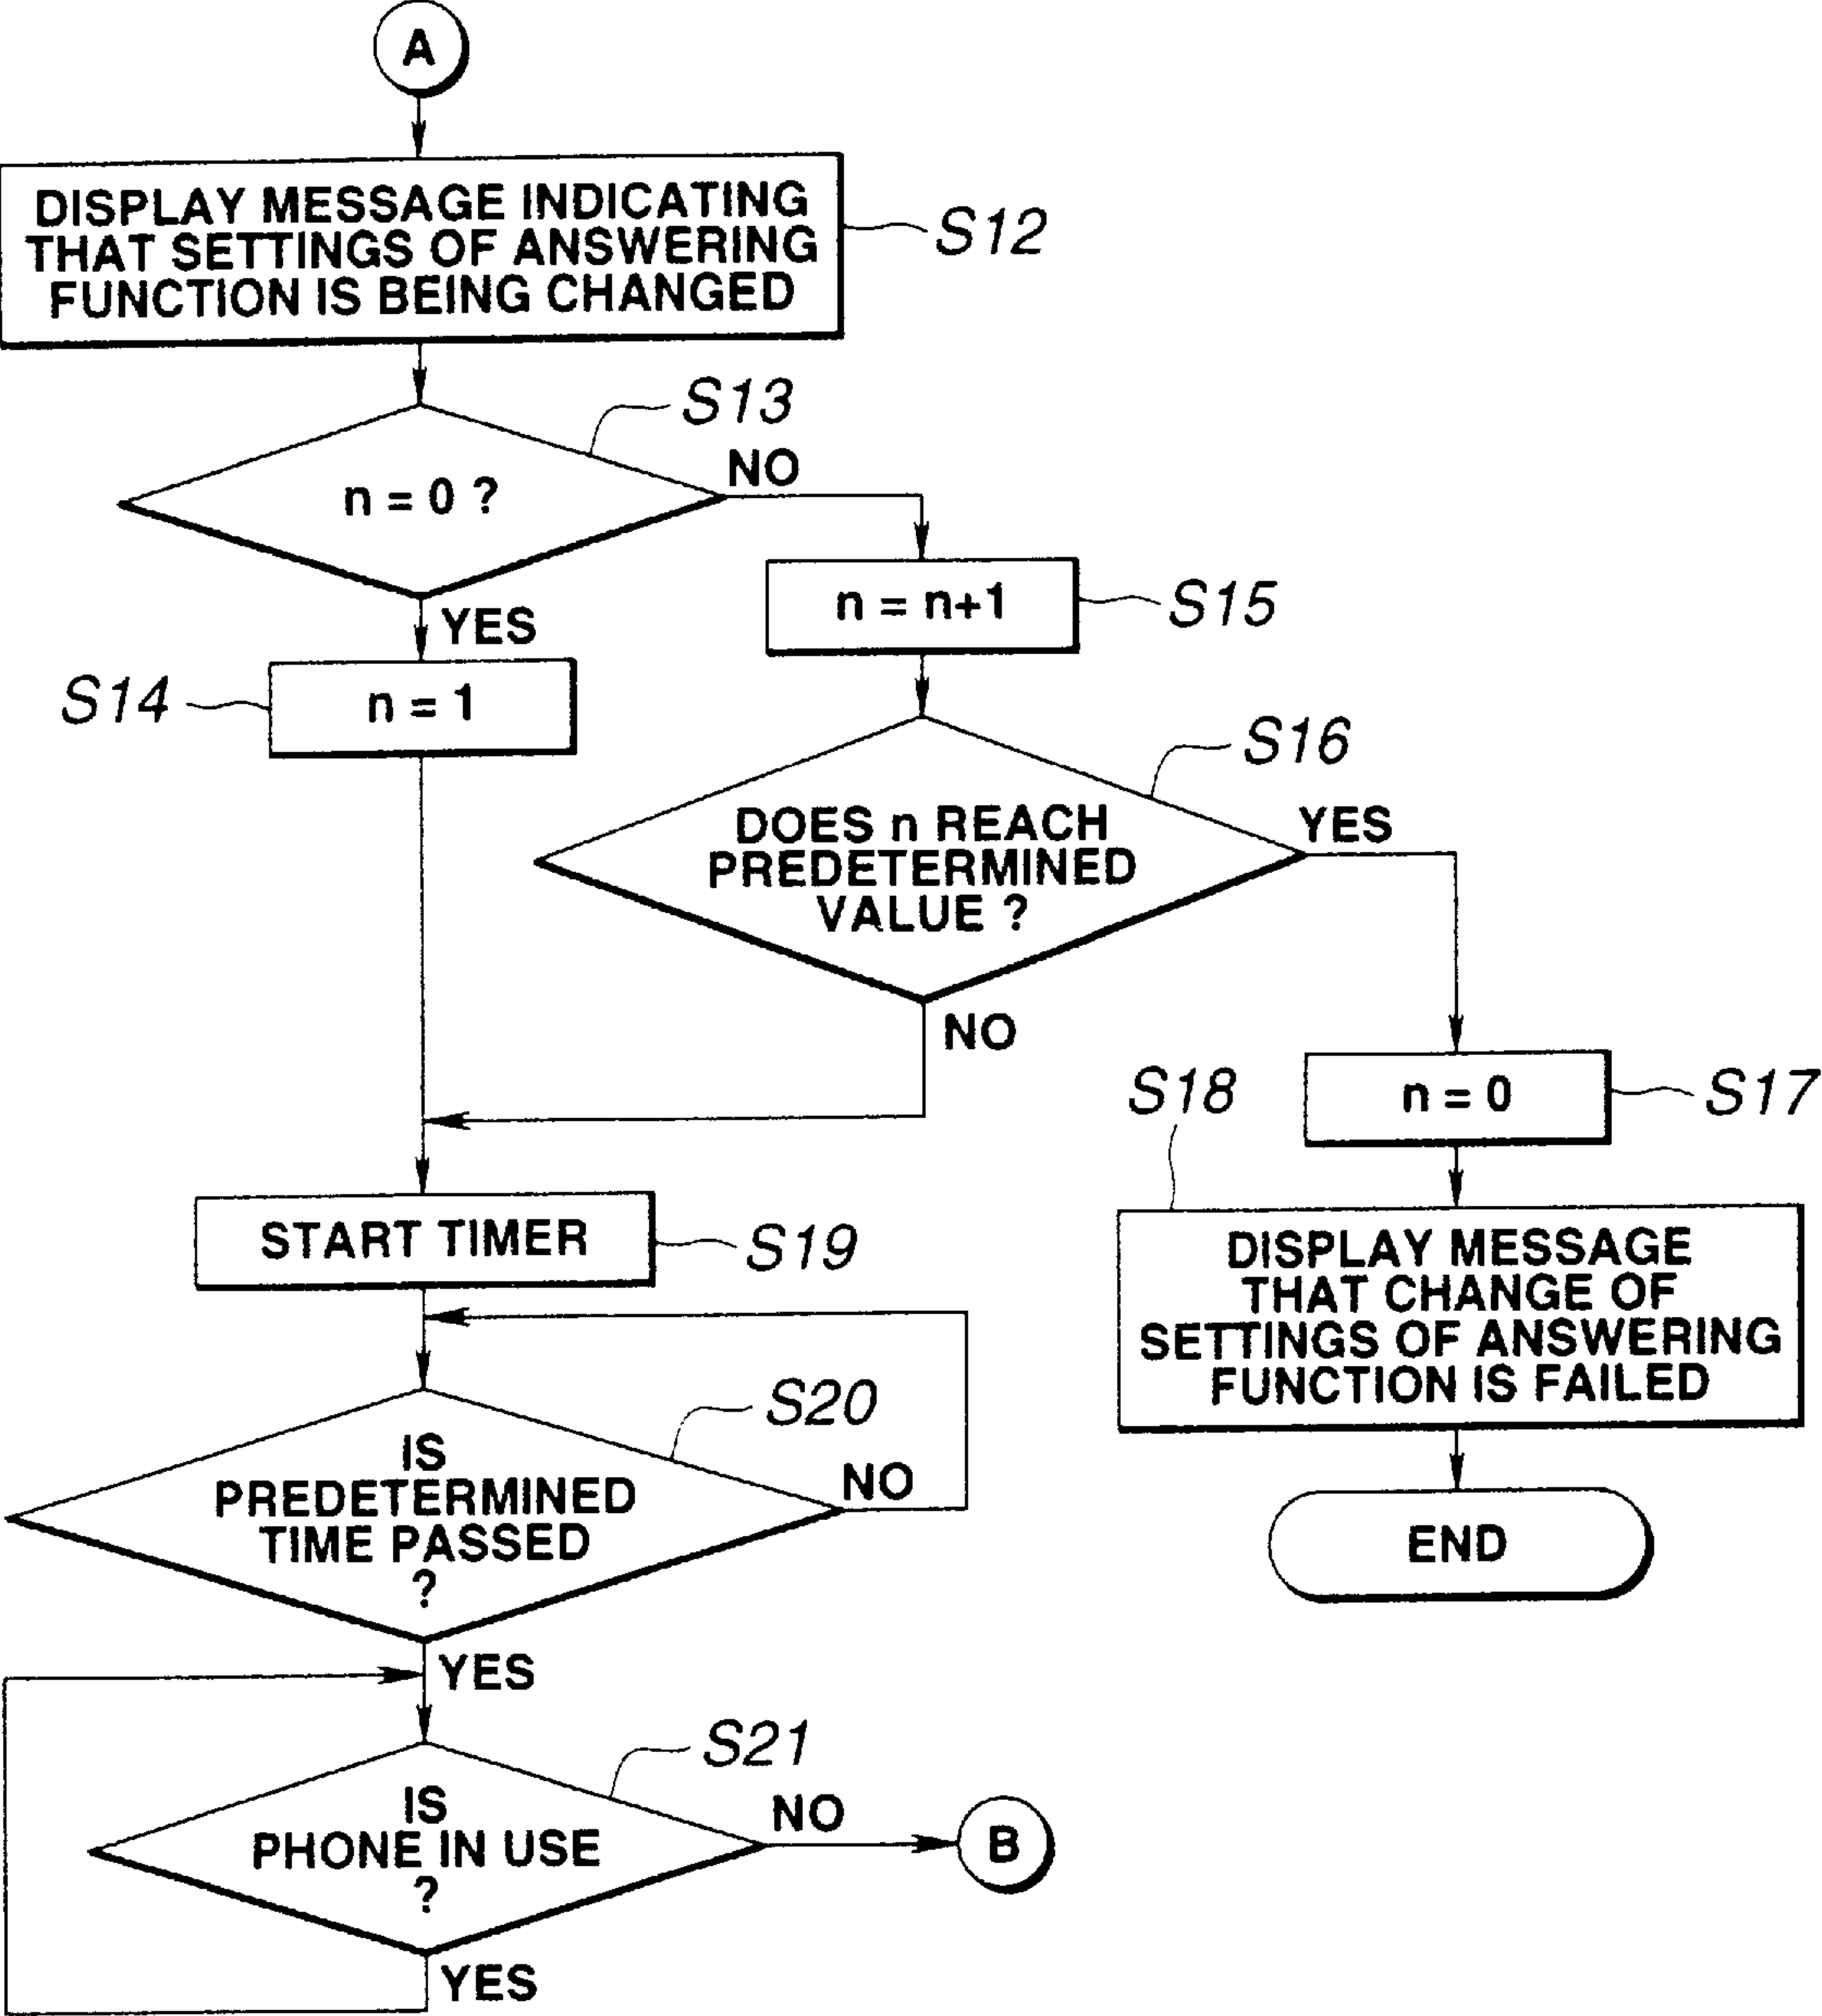 A
DISPLAY MESSAGE INDICATING
THAT SETTINGS OF ANSWERING
FUNCTION IS BEING CHANGED
S12
S13
n = 0 ?
NO
YES
n = n+1
S15
S14
n = 1
S16
DOES n REACH
PREDETERMINED
VALUE ?
YES
NO
n = 0
S17
S18
START TIMER
S19
DISPLAY MESSAGE
THAT CHANGE OF
SETTINGS OF ANSWERING
FUNCTION IS FAILED
S20
IS
PREDETERMINED
TIME PASSED
?
NO
END
YES
S21
IS
PHONE IN USE
?
NO
B
YES